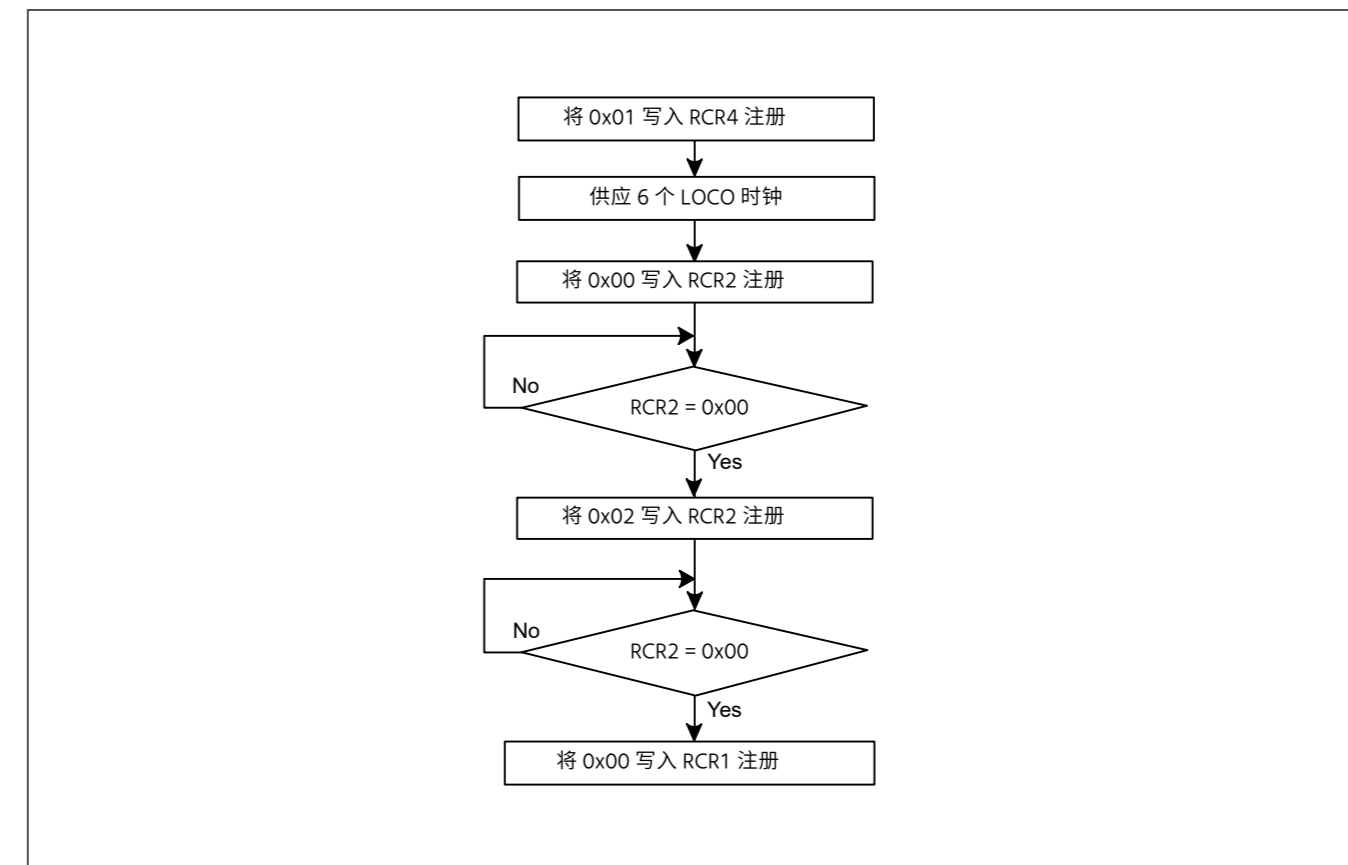 将 0x01 写入 RCR4 注册
供应 6 个 LOCO 时钟
将 0x00 写入 RCR2 注册
No
RCR2 = 0x00
Yes
将 0x02 写入 RCR2 注册
No
RCR2 = 0x00
Yes
将 0x00 写入 RCR1 注册